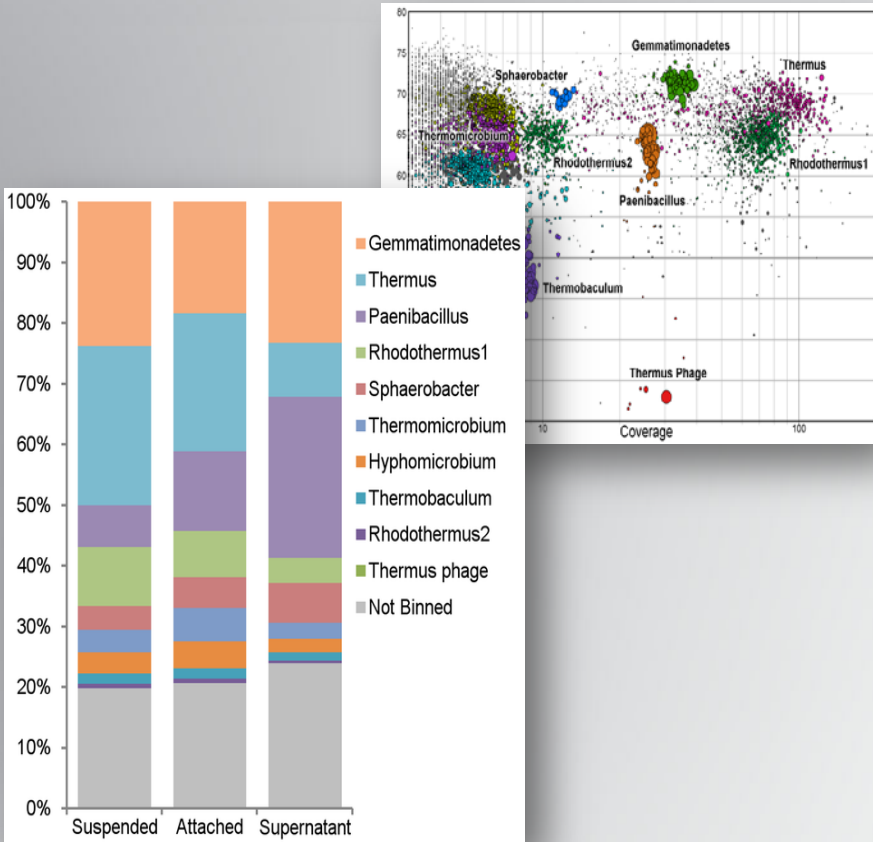 80
75
70
65
60
Gemmatimonadetes
Sphaerobacter
Thermus
Thermomicrobium
Rhodothermus2
Rhodothermus1
Paenibacillus
Thermobaculum
Thermus Phage
10
100
Coverage
100%
90%
80%
70%
60%
50%
40%
30%
20%
10%
0%
Suspended Attached Supernatant
Gemmatimonadetes
Thermus
Paenibacillus
Rhodothermus1
Sphaerobacter
Thermomicrobium
Hyphomicrobium
Thermobaculum
Rhodothermus2
Thermus phage
Not Binned